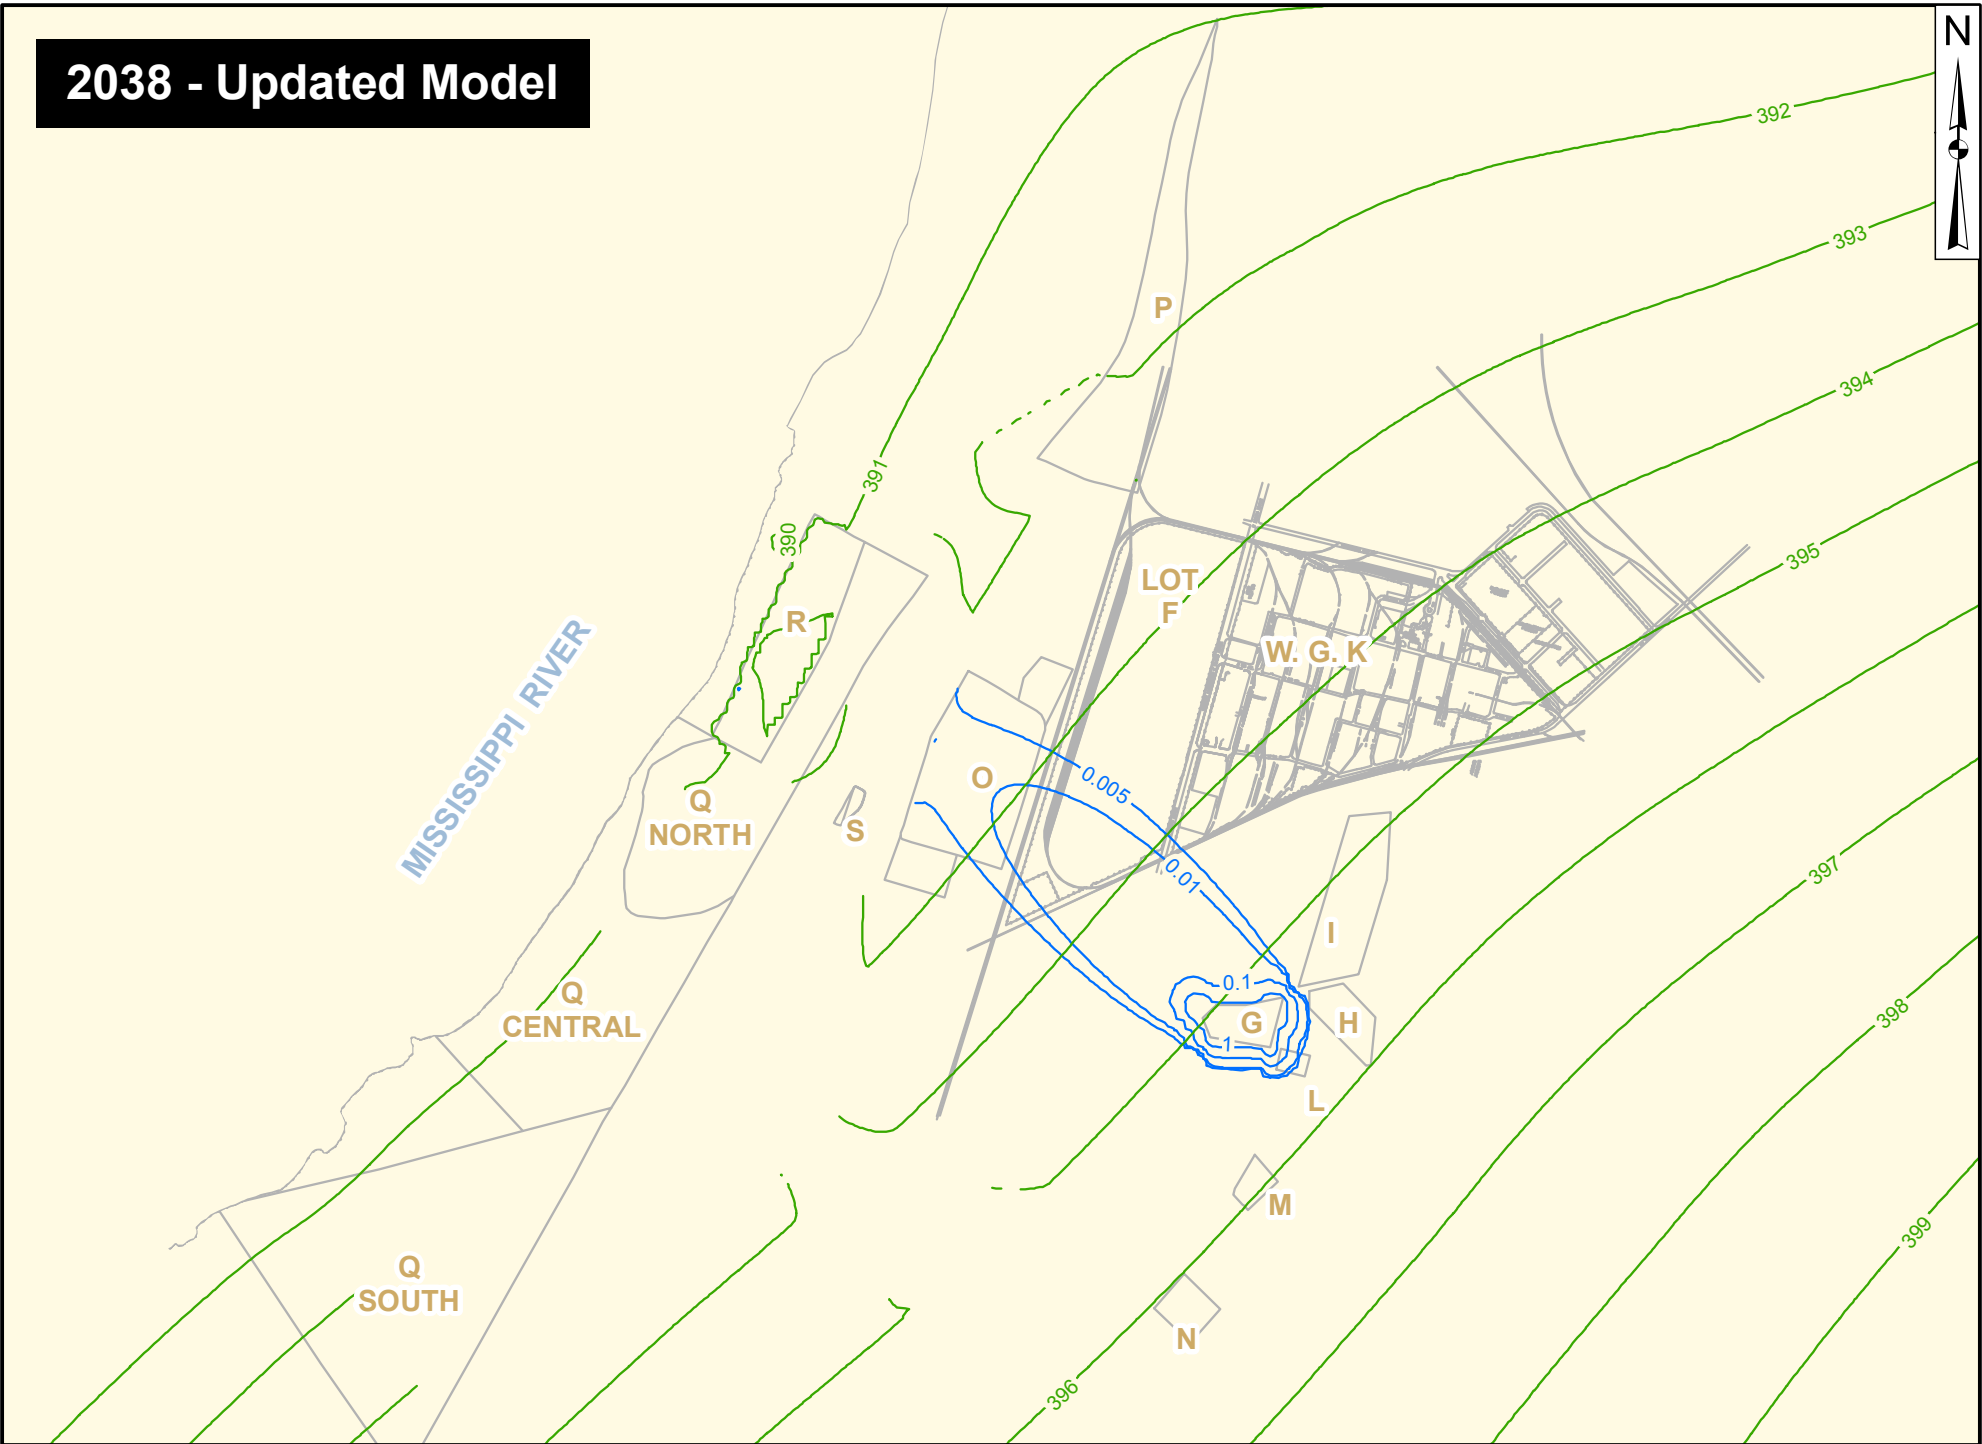 2038 - Updated Model
N
392
393
394
395
397
398
399
396
391
390
P
LOT
F
W. G. K
R
MISSISSIPPI RIVER
O
Q
NORTH
S
0.005
0.01
0.1
1
I
G
H
L
Q
CENTRAL
M
Q
SOUTH
N